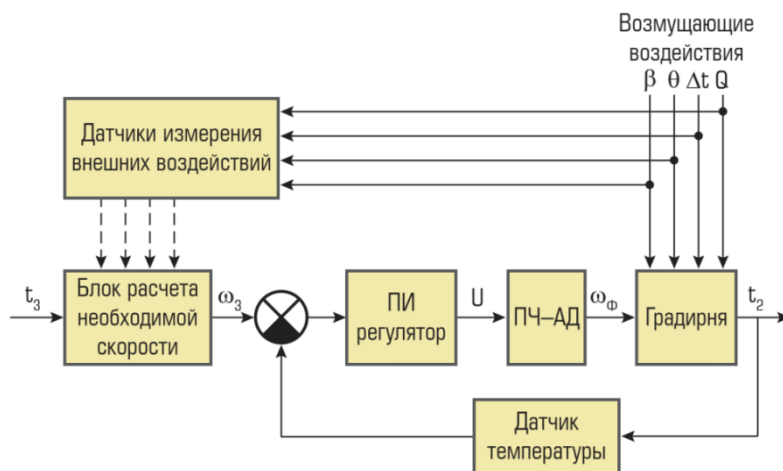 Возмущающие
воздействия
β θ Δt Q
Датчики измерения
внешних воздействий
t₃
Блок расчета
необходимой
скорости
ω₃
ПИ
регулятор
U
ПЧ–АД
ωФ
Градирня
t₂
Датчик
температуры